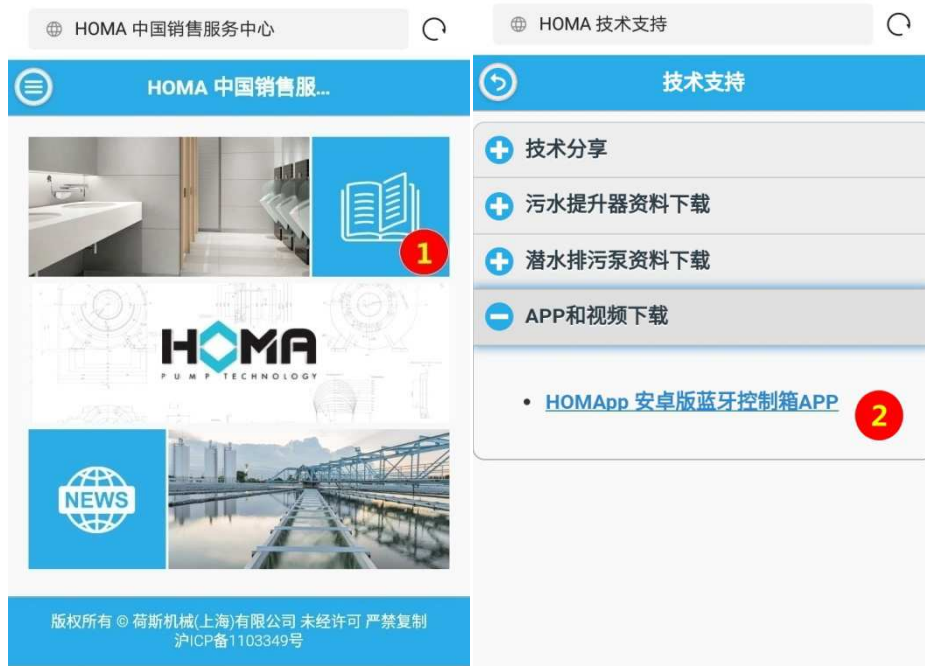 HOMA 中国销售服务中心
HOMA 中国销售服...
1
HOMA
PUMP TECHNOLOGY
NEWS
版权所有 © 荷斯机械(上海)有限公司 未经许可 严禁复制
沪ICP备1103349号
HOMA 技术支持
技术支持
技术分享
污水提升器资料下载
潜水排污泵资料下载
APP和视频下载
• HOMApp 安卓版蓝牙控制箱APP
2